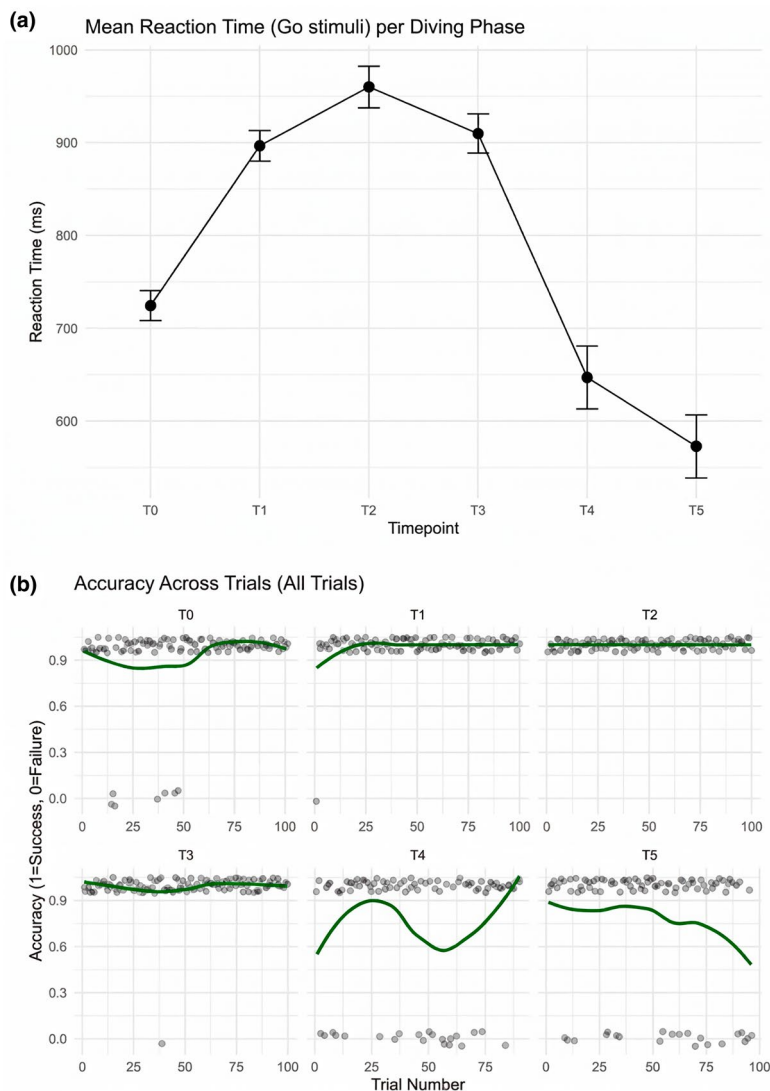 (a)
Mean Reaction Time (Go stimuli) per Diving Phase
1000
900
800
700
600
Reaction Time (ms)
T0 T1 T2 T3 T4 T5
Timepoint
(b)
Accuracy Across Trials (All Trials)
Accuracy (1=Success, 0=Failure)
T0 T1 T2
0.9
0.6
0.3
0.0
0 25 50 75 100 0 25 50 75 100 0 25 50 75 100
T3 T4 T5
0.9
0.6
0.3
0.0
0 25 50 75 100 0 25 50 75 100 0 25 50 75 100
Trial Number